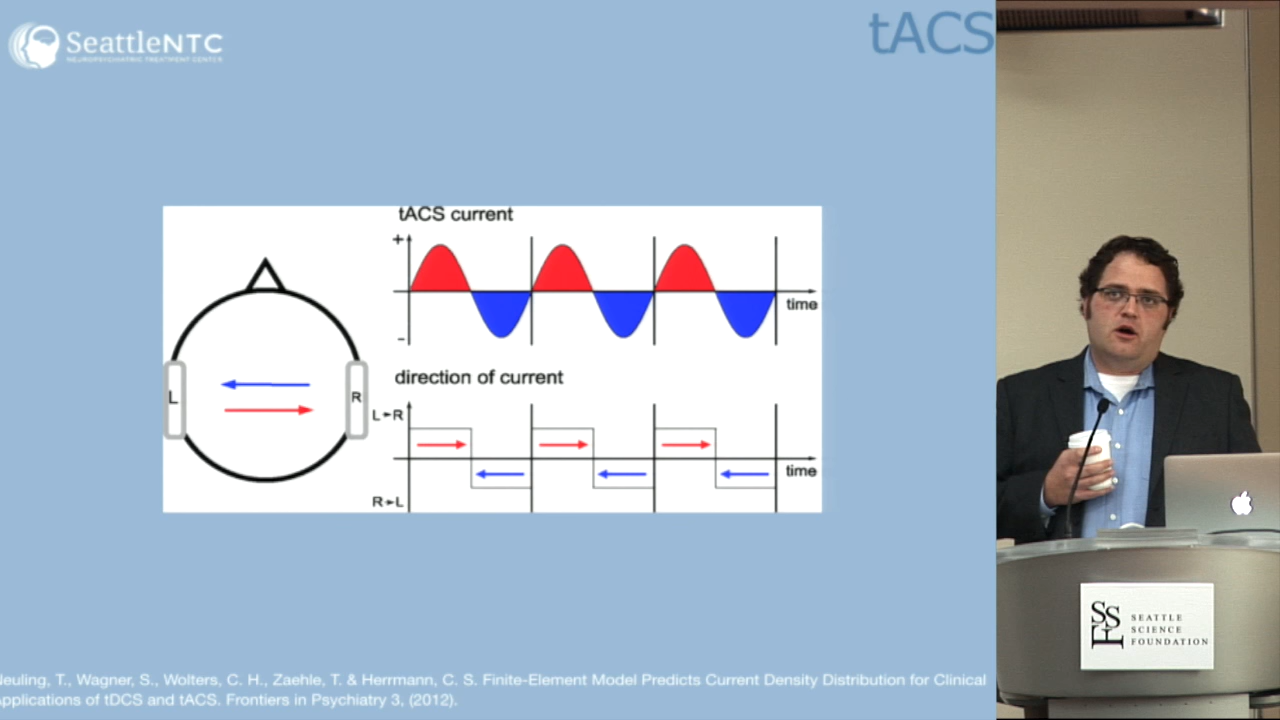 SeattleNTC
NEUROPSYCHIATRIC TREATMENT CENTER
tACS
tACS current
+
-
time
L
R
direction of current
L►R
R►L
time
Neuling, T., Wagner, S., Wolters, C. H., Zaehle, T. & Herrmann, C. S. Finite-Element Model Predicts Current Density Distribution for Clinical
Applications of tDCS and tACS. Frontiers in Psychiatry 3, (2012).
SSF
SEATTLE
SCIENCE
FOUNDATION